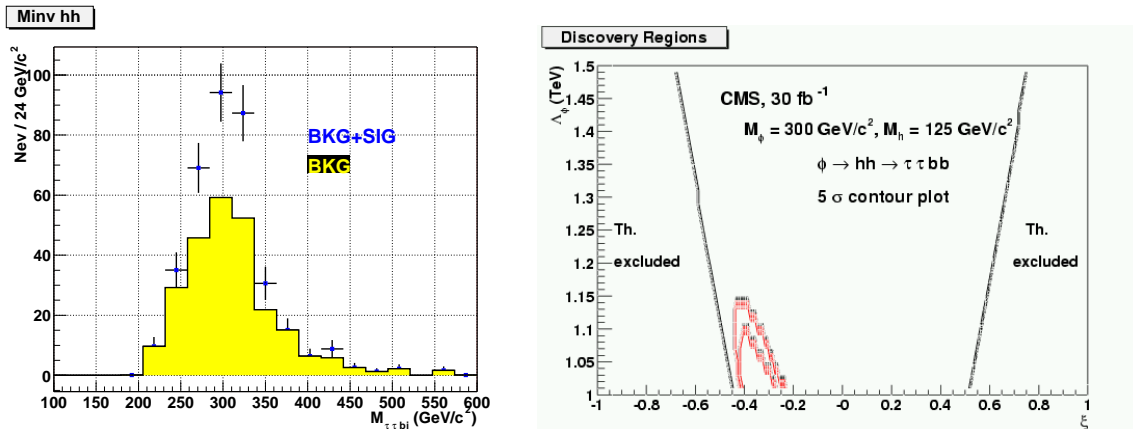 Minv hh
Nev / 24 GeV/c²
100
80
60
40
20
0
BKG+SIG
BKG
100 150 200 250 300 350 400 450 500 550 600
M_ττbj (GeV/c²)
Discovery Regions
Λ_ϕ (TeV)
1.5
1.45
1.4
1.35
1.3
1.25
1.2
1.15
1.1
1.05
CMS, 30 fb⁻¹
M_ϕ = 300 GeV/c², M_h = 125 GeV/c²
ϕ → hh → τ τ bb
5 σ contour plot
Th.
excluded
Th.
excluded
-1 -0.8 -0.6 -0.4 -0.2 -0 0.2 0.4 0.6 0.8 1
ξ